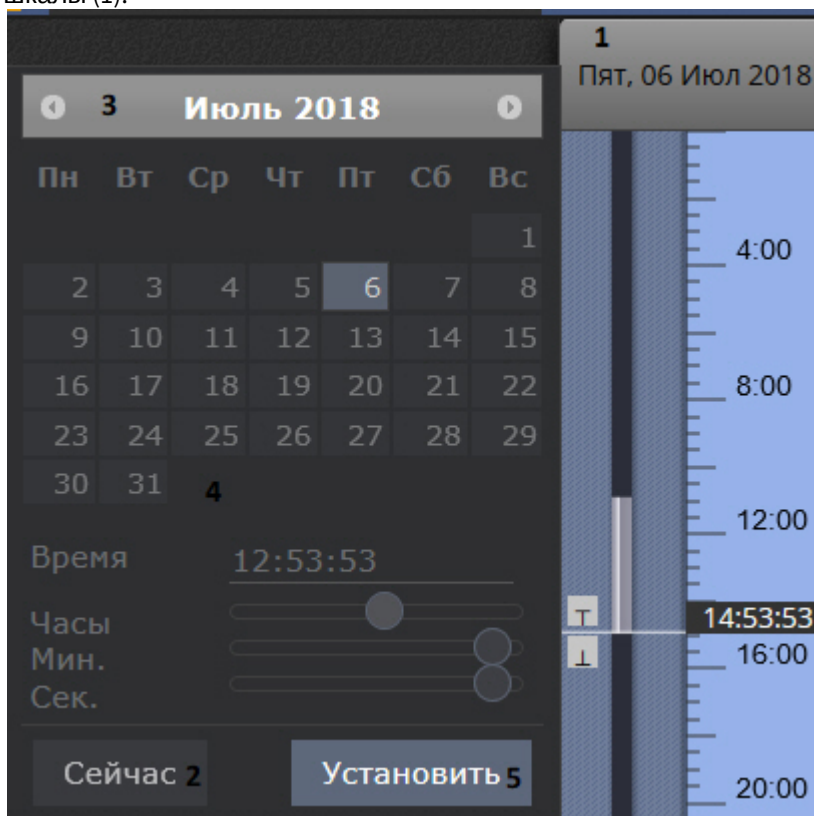 шкалы (1).
1
Пят, 06 Июл 2018
3 Июль 2018
Пн Вт Ср Чт Пт Сб Вс
1
2 3 4 5 6 7 8
9 10 11 12 13 14 15
16 17 18 19 20 21 22
23 24 25 26 27 28 29
30 31 4
Время 12:53:53
Часы
Мин.
Сек.
Сейчас 2 Установить 5
4:00
8:00
12:00
14:53:53
16:00
20:00